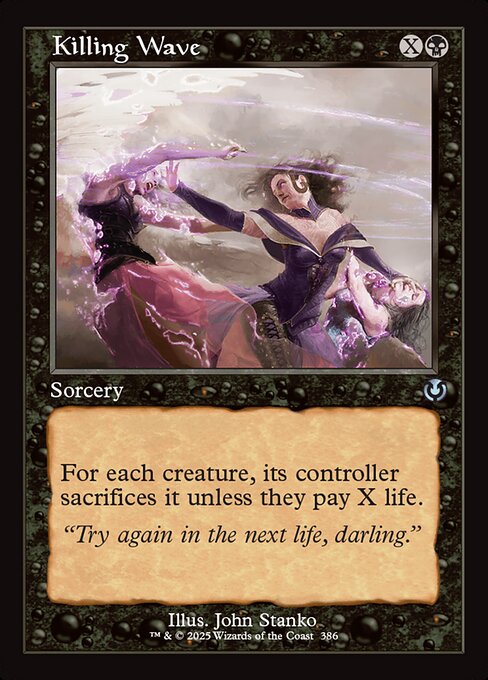 Killing Wave X
Sorcery
For each creature, its controller
sacrifices it unless they pay X life.
“Try again in the next life, darling.”
Illus. John Stanko
™ & © 2025 Wizards of the Coast 386